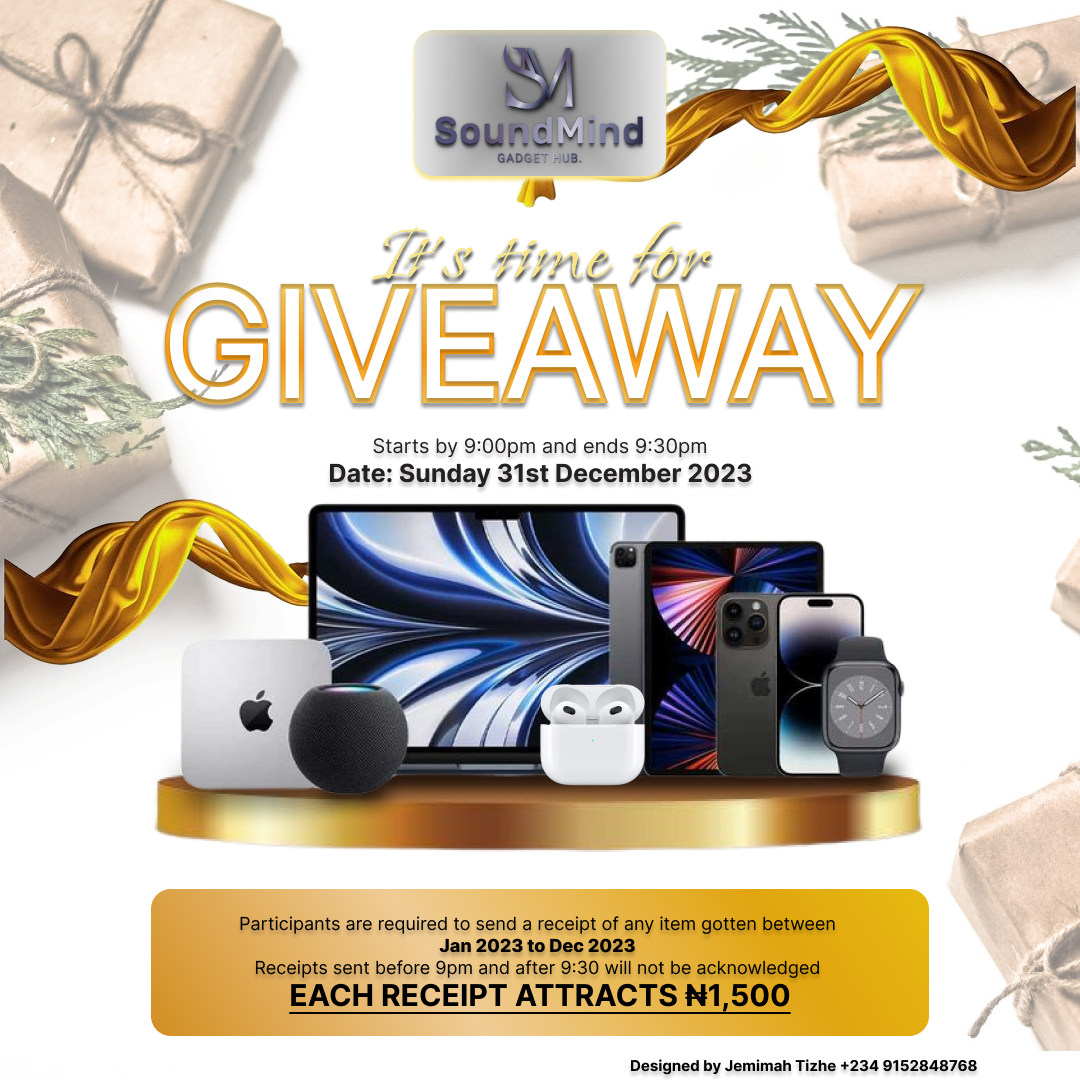 SM
SoundMind
GADGET HUB.
It's time for
GIVEAWAY
Starts by 9:00pm and ends 9:30pm
Date: Sunday 31st December 2023
Participants are required to send a receipt of any item gotten between
Jan 2023 to Dec 2023
Receipts sent before 9pm and after 9:30 will not be acknowledged
EACH RECEIPT ATTRACTS ₦1,500
Designed by Jemimah Tizhe +234 9152848768